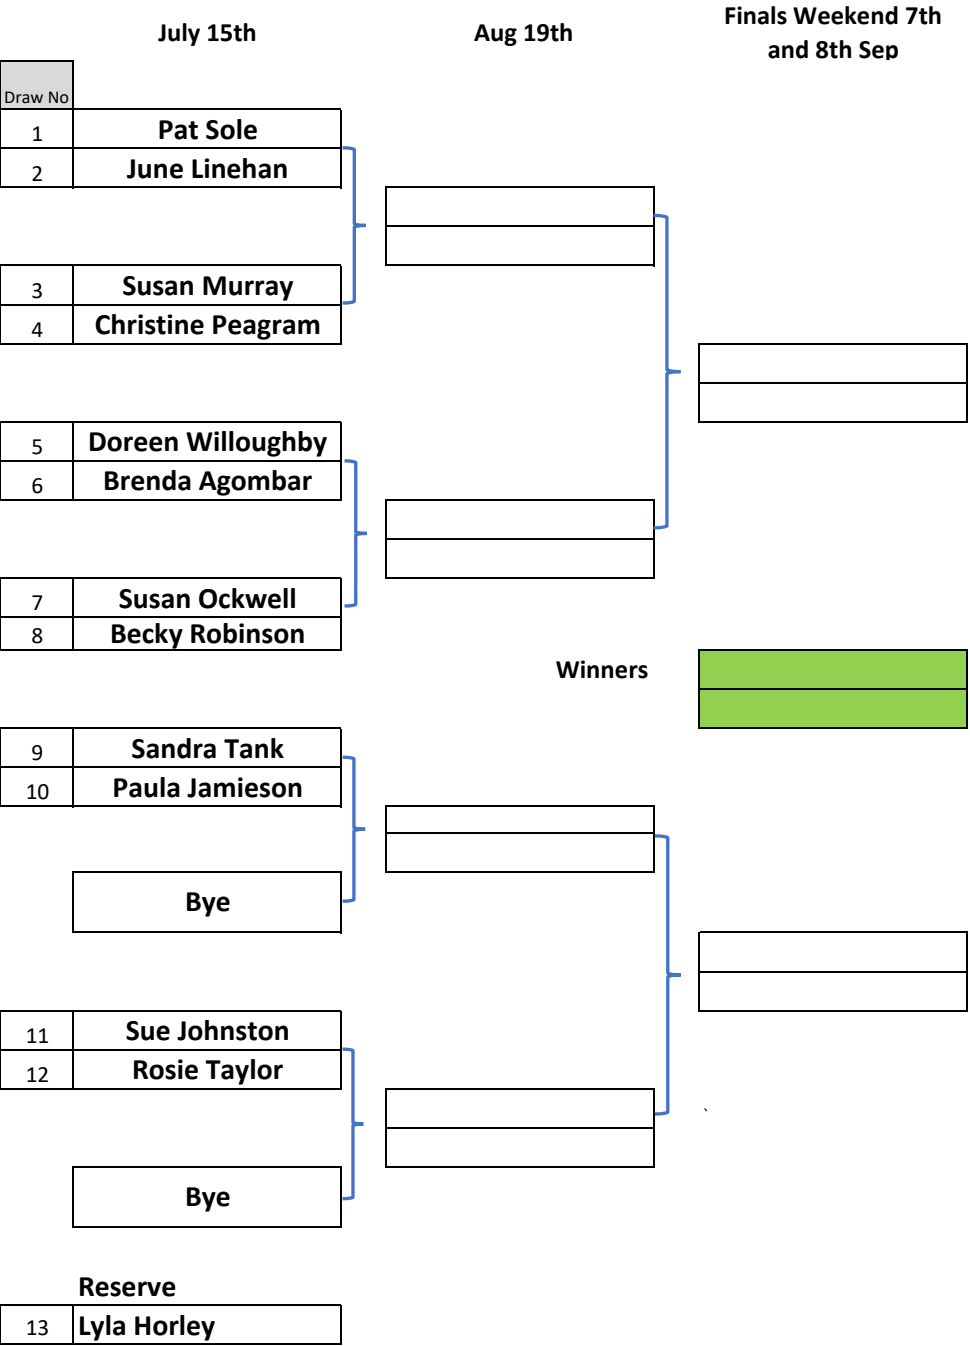 July 15th
Aug 19th
Finals Weekend 7th
and 8th Sep
Draw No
1 Pat Sole
2 June Linehan
3 Susan Murray
4 Christine Peagram
5 Doreen Willoughby
6 Brenda Agombar
7 Susan Ockwell
8 Becky Robinson
Winners
9 Sandra Tank
10 Paula Jamieson
Bye
11 Sue Johnston
12 Rosie Taylor
`
Bye
Reserve
13 Lyla Horley